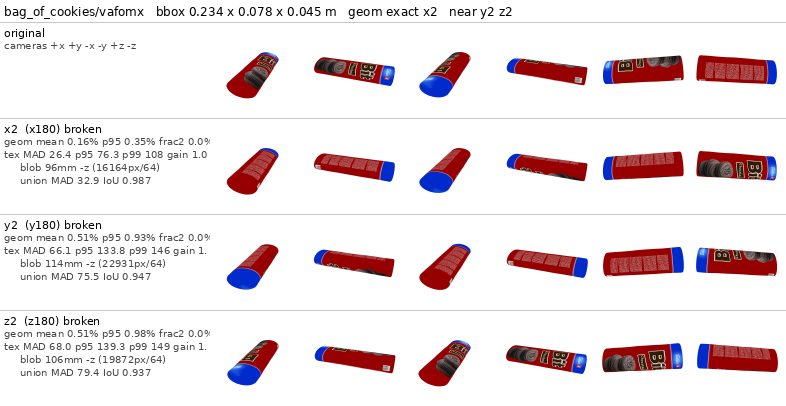 bag_of_cookies/vafomx bbox 0.234 x 0.078 x 0.045 m geom exact x2 near y2 z2
original
cameras +x +y -x -y +z -z
x2 (x180) broken
geom mean 0.16% p95 0.35% frac2 0.0%
tex MAD 26.4 p95 76.3 p99 108 gain 1.0
blob 96mm -z (16164px/64)
union MAD 32.9 IoU 0.987
y2 (y180) broken
geom mean 0.51% p95 0.93% frac2 0.0%
tex MAD 66.1 p95 133.8 p99 146 gain 1.
blob 114mm -z (22931px/64)
union MAD 75.5 IoU 0.947
z2 (z180) broken
geom mean 0.51% p95 0.98% frac2 0.0%
tex MAD 68.0 p95 139.3 p99 149 gain 1.
blob 106mm -z (19872px/64)
union MAD 79.4 IoU 0.937